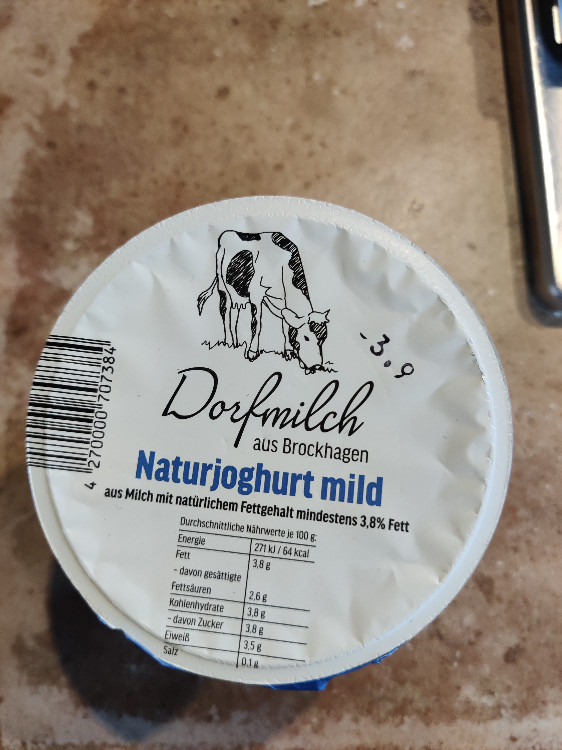 -3.9
Dorfmilch
aus Brockhagen
Naturjoghurt mild
aus Milch mit natürlichem Fettgehalt mindestens 3,8% Fett
Durchschnittliche Nährwerte je 100 g:
Energie 271 kJ / 64 kcal
Fett 3,8 g
- davon gesättigte
Fettsäuren 2,6 g
Kohlenhydrate 3,8 g
- davon Zucker 3,8 g
Eiweiß 3,5 g
Salz 0,1 g
4 270000 707384